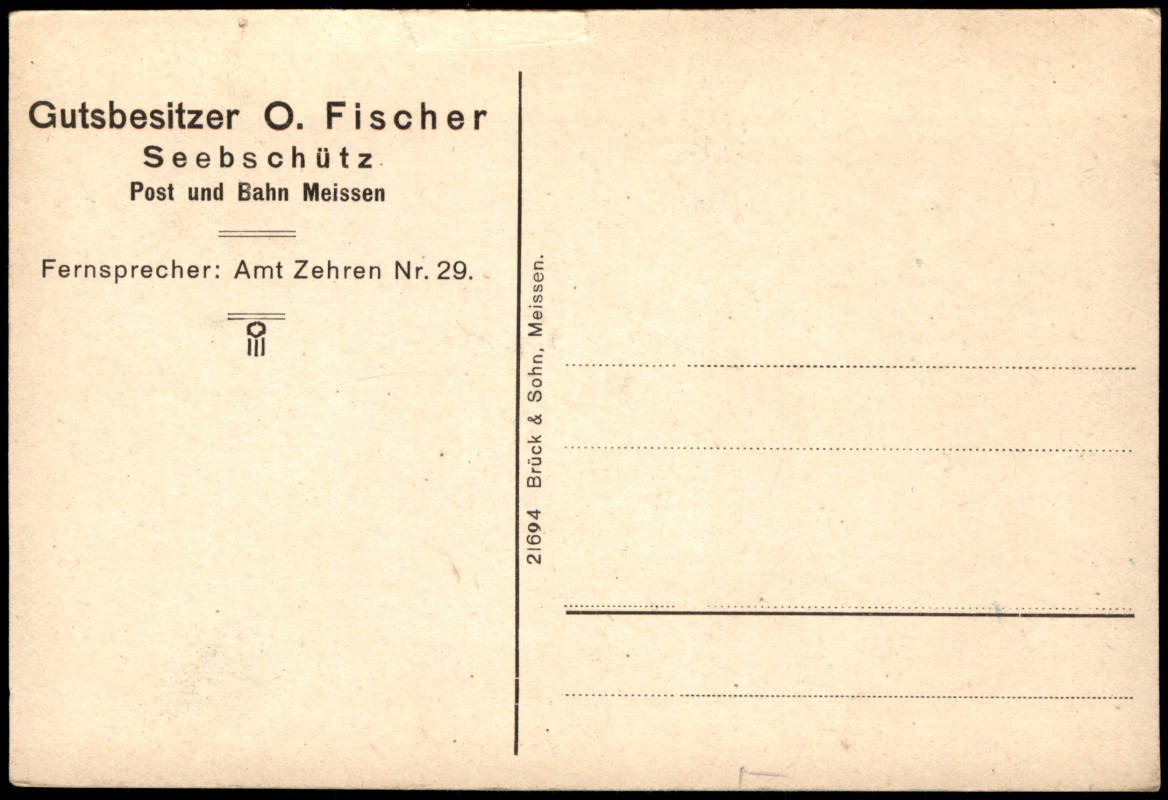 Gutsbesitzer O. Fischer
Seebschütz
Post und Bahn Meissen
Fernsprecher: Amt Zehren Nr. 29.
21694 Brück & Sohn, Meissen.